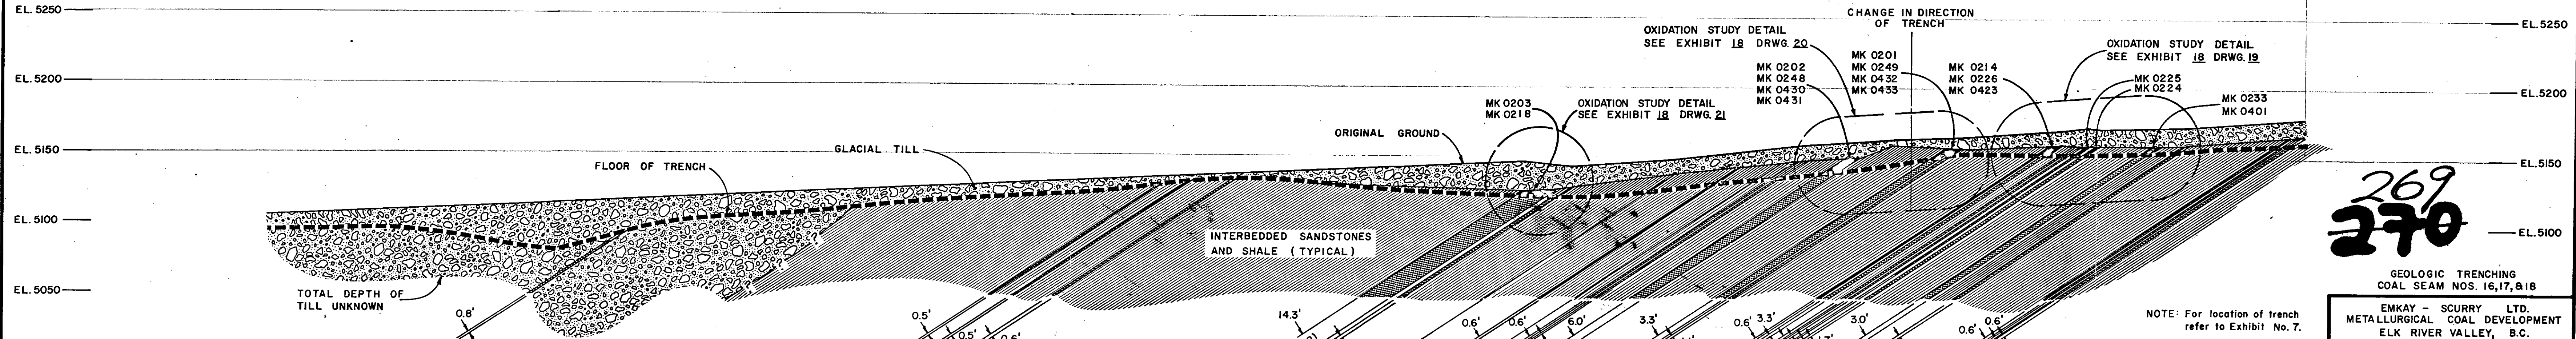 EL. 5250
EL. 5200
EL. 5150
EL. 5100
EL. 5050
FLOOR OF TRENCH
GLACIAL TILL
TOTAL DEPTH OF
TILL UNKNOWN
?
?
INTERBEDDED SANDSTONES
AND SHALE (TYPICAL)
ORIGINAL GROUND
MK 0203
MK 0218
OXIDATION STUDY DETAIL
SEE EXHIBIT 18 DRWG. 21
OXIDATION STUDY DETAIL
SEE EXHIBIT 18 DRWG. 20
MK 0202
MK 0248
MK 0430
MK 0431
MK 0201
MK 0249
MK 0432
MK 0433
CHANGE IN DIRECTION
OF TRENCH
MK 0214
MK 0226
MK 0423
OXIDATION STUDY DETAIL
SEE EXHIBIT 18 DRWG. 19
MK 0225
MK 0224
MK 0233
MK 0401
EL. 5250
EL. 5200
EL. 5150
EL. 5100
0.8'
0.5'
0.5'
0.6'
14.3'
0.6'
0.6'
6.0'
3.3'
0.6'
3.3'
3.0'
0.6'
0.6'
269
270
GEOLOGIC TRENCHING
COAL SEAM NOS. 16,17,&18
NOTE: For location of trench
refer to Exhibit No. 7.
EMKAY - SCURRY LTD.
METALLURGICAL COAL DEVELOPMENT
ELK RIVER VALLEY, B.C.